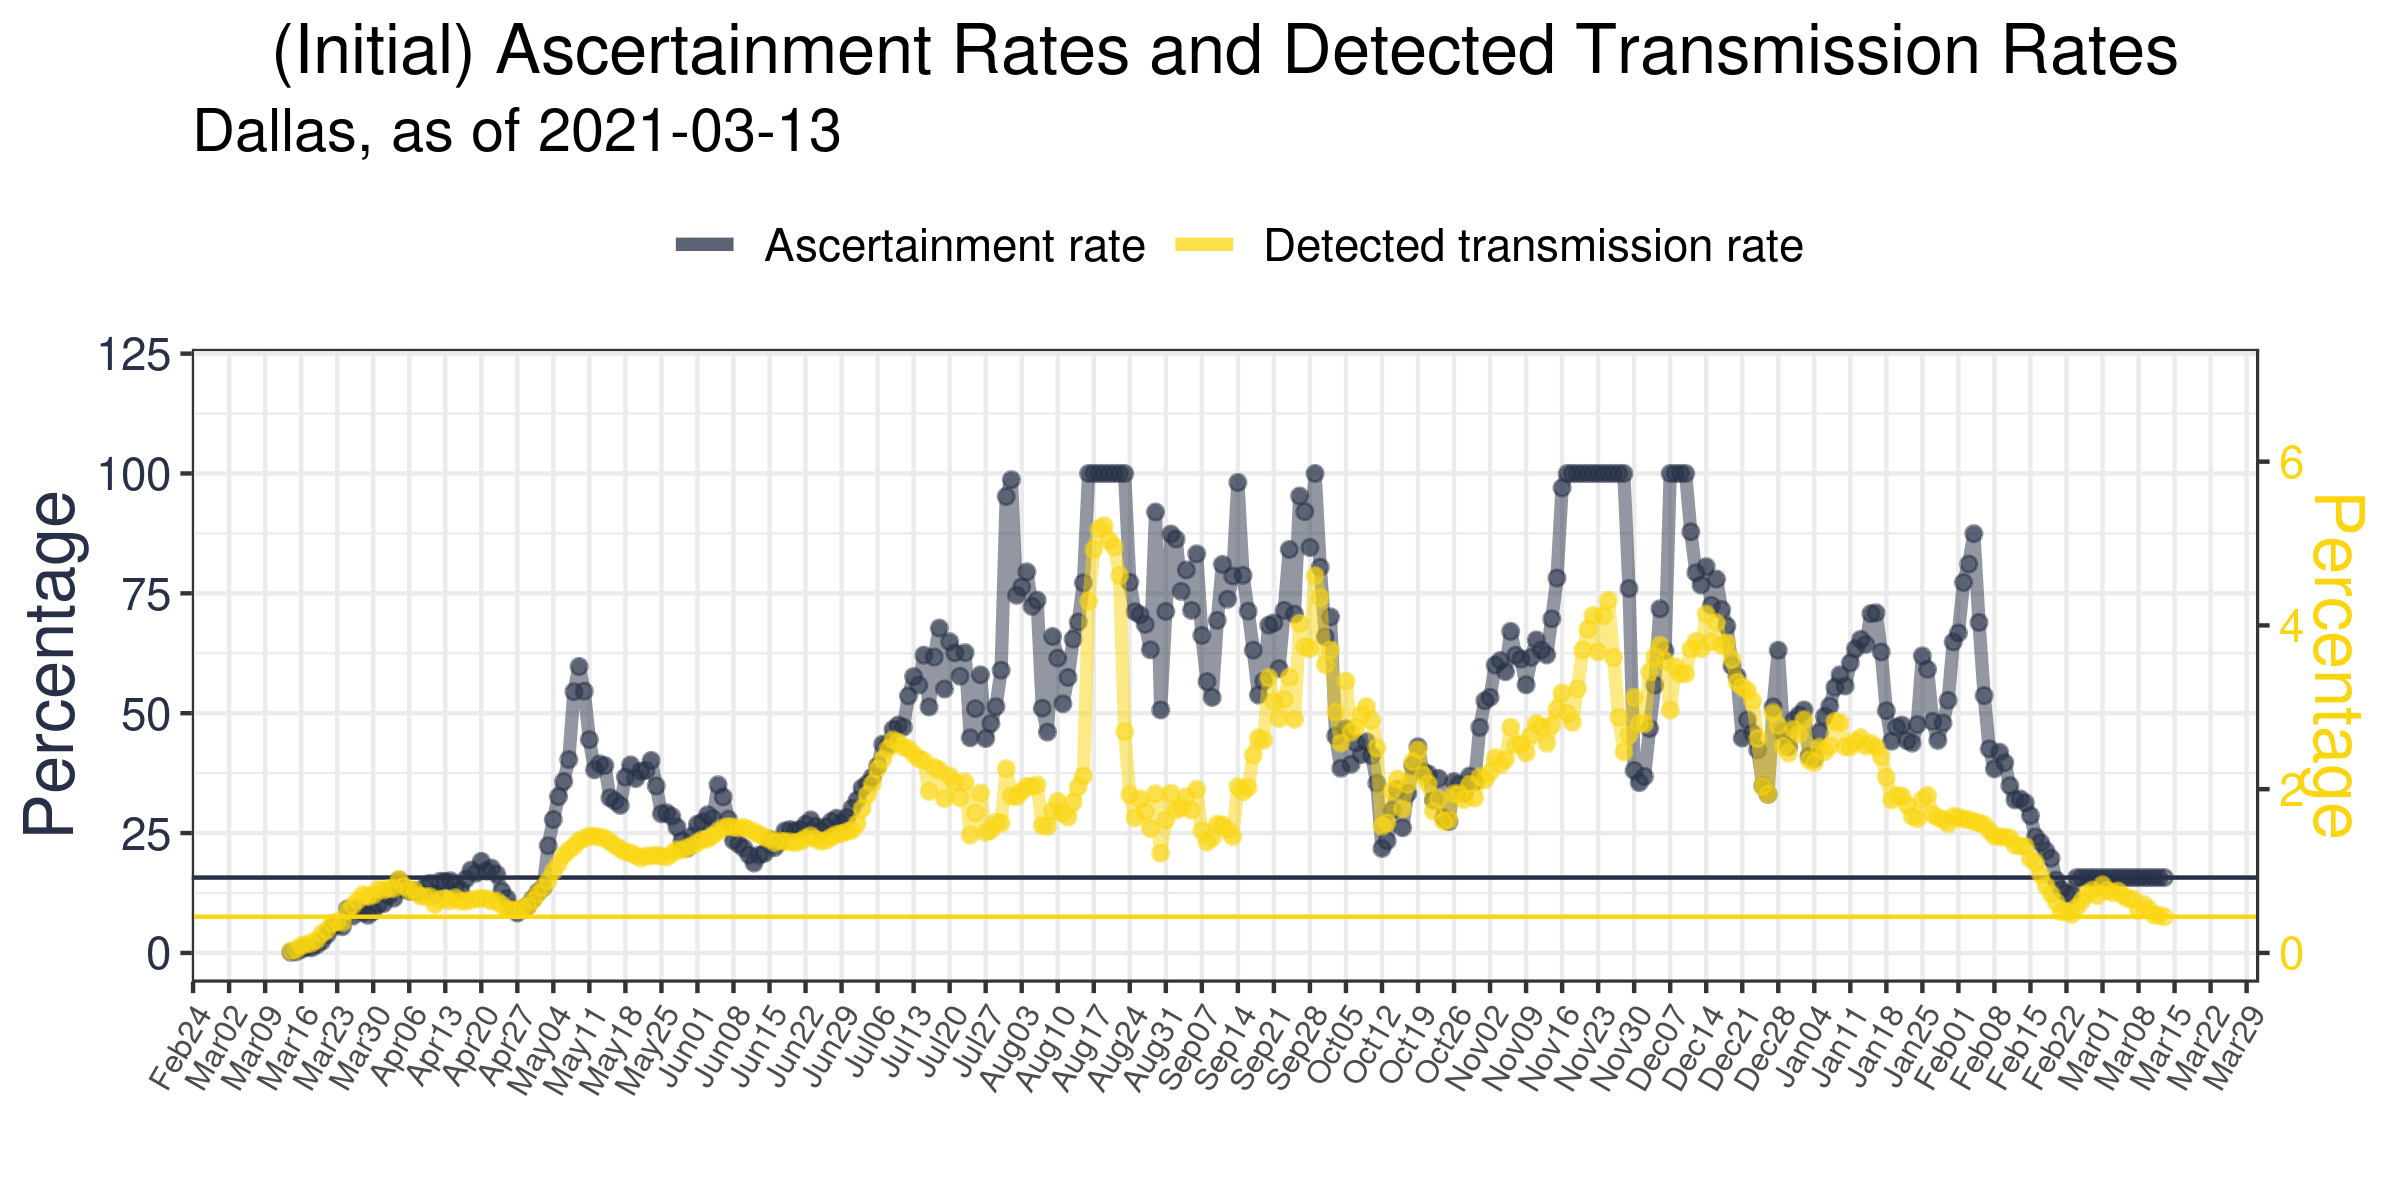 (Initial) Ascertainment Rates and Detected Transmission Rates
Dallas, as of 2021-03-13
Ascertainment rate Detected transmission rate
Percentage
125
100
75
50
25
0
6
4
2
0
Percentage
Feb24 Mar02 Mar09 Mar16 Mar23 Mar30 Apr06 Apr13 Apr20 Apr27 May04 May11 May18 May25 Jun01 Jun08 Jun15 Jun22 Jun29 Jul06 Jul13 Jul20 Jul27 Aug03 Aug10 Aug17 Aug24 Aug31 Sep07 Sep14 Sep21 Sep28 Oct05 Oct12 Oct19 Oct26 Nov02 Nov09 Nov16 Nov23 Nov30 Dec07 Dec14 Dec21 Dec28 Jan04 Jan11 Jan18 Jan25 Feb01 Feb08 Feb15 Feb22 Mar01 Mar08 Mar15 Mar22 Mar29